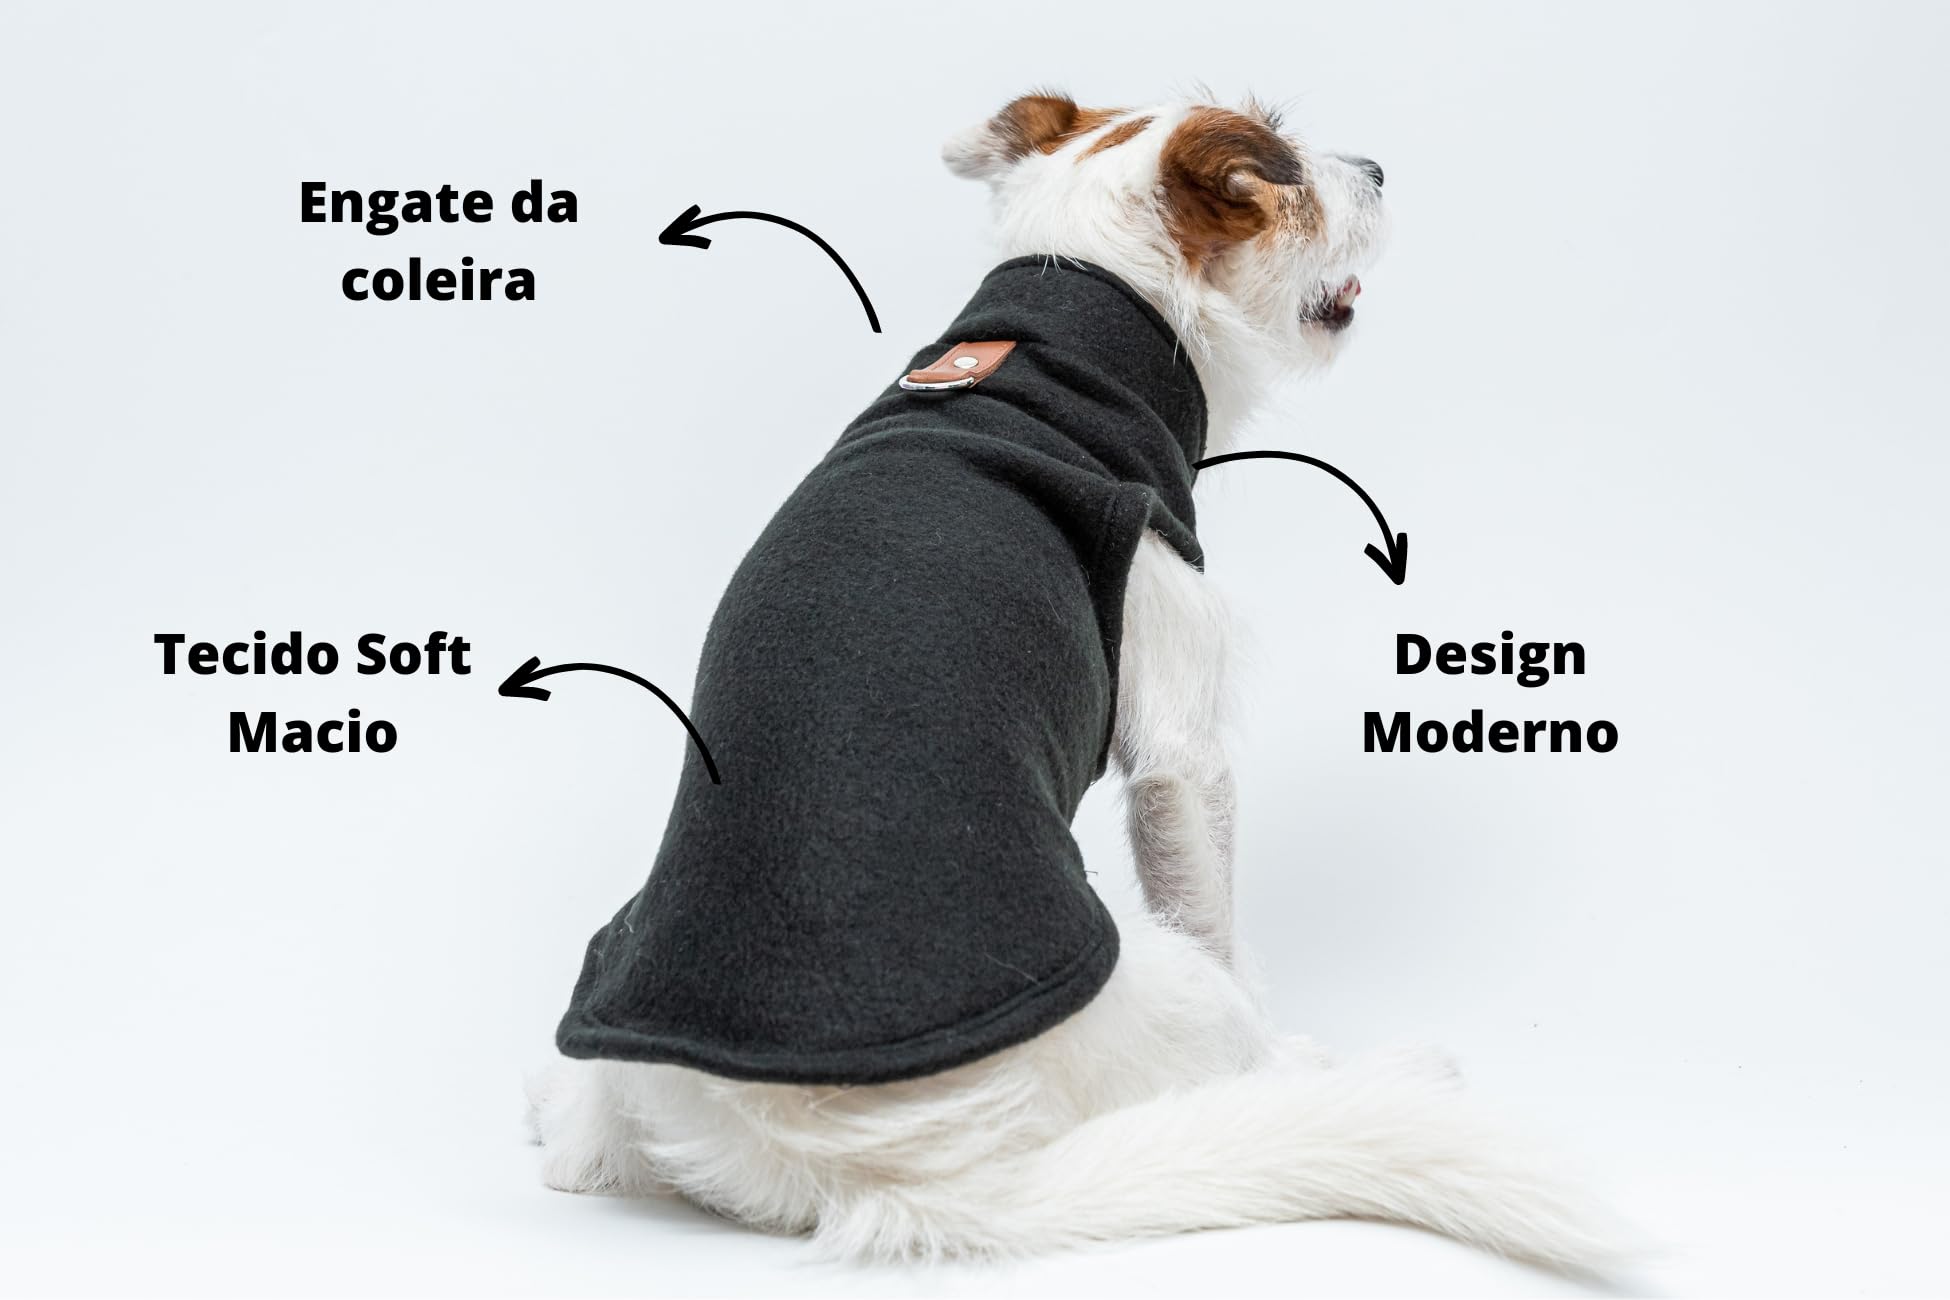 Engate da
coleira
Tecido Soft
Macio
Design
Moderno